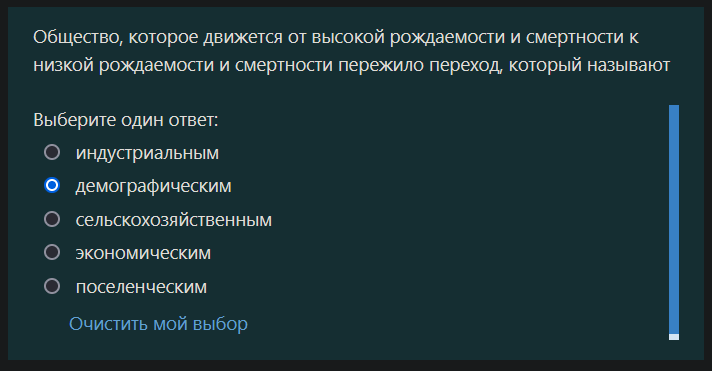 Общество, которое движется от высокой рождаемости и смертности к
низкой рождаемости и смертности пережило переход, который называют
Выберите один ответ:
индустриальным
демографическим
сельскохозяйственным
экономическим
поселенческим
Очистить мой выбор